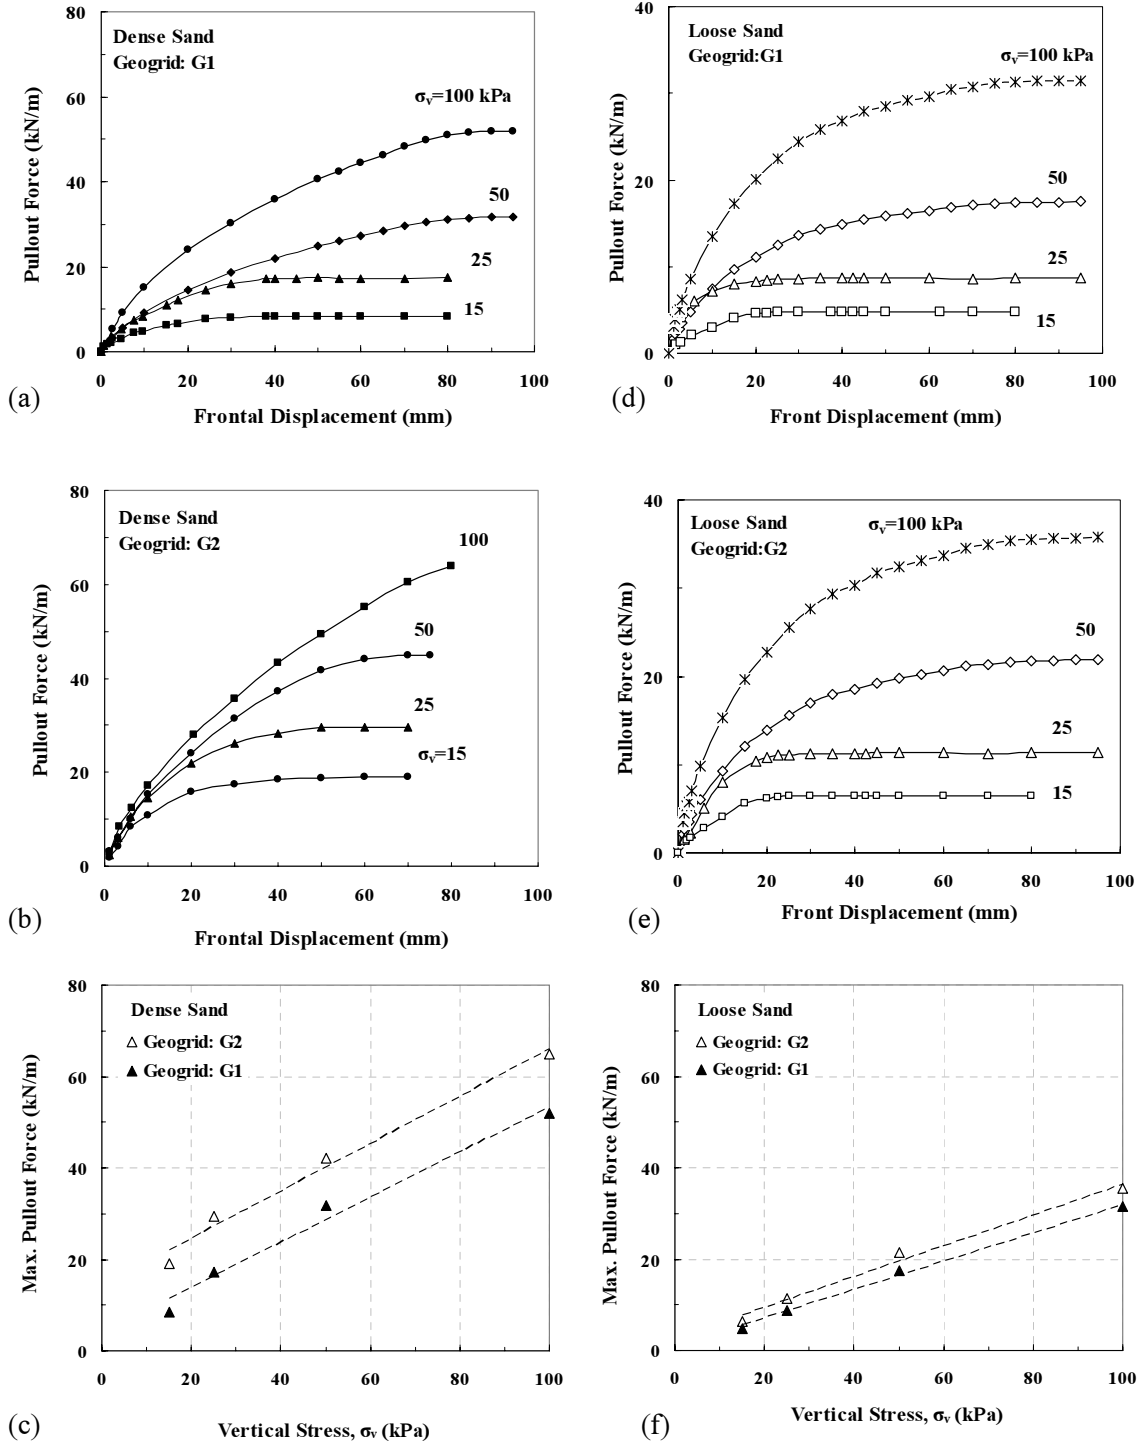 80
60
40
20
0
Pullout Force (kN/m)
Dense Sand
Geogrid: G1
σv=100 kPa
50
25
15
0 20 40 60 80 100
Frontal Displacement (mm)
(a)
40
20
0
Pullout Force (kN/m)
Loose Sand
Geogrid:G1
σv=100 kPa
50
25
15
0 20 40 60 80 100
Front Displacement (mm)
(d)
80
60
40
20
0
Pullout Force (kN/m)
Dense Sand
Geogrid: G2
100
50
25
σv=15
0 20 40 60 80 100
Frontal Displacement (mm)
(b)
40
20
0
Pullout Force (kN/m)
Loose Sand
Geogrid:G2
σv=100 kPa
50
25
15
0 20 40 60 80 100
Front Displacement (mm)
(e)
80
60
40
20
0
Max. Pullout Force (kN/m)
Dense Sand
Geogrid: G2
Geogrid: G1
0 20 40 60 80 100
Vertical Stress, σv (kPa)
(c)
80
60
40
20
0
Max. Pullout Force (kN/m)
Loose Sand
Geogrid: G2
Geogrid: G1
0 20 40 60 80 100
Vertical Stress, σv (kPa)
(f)